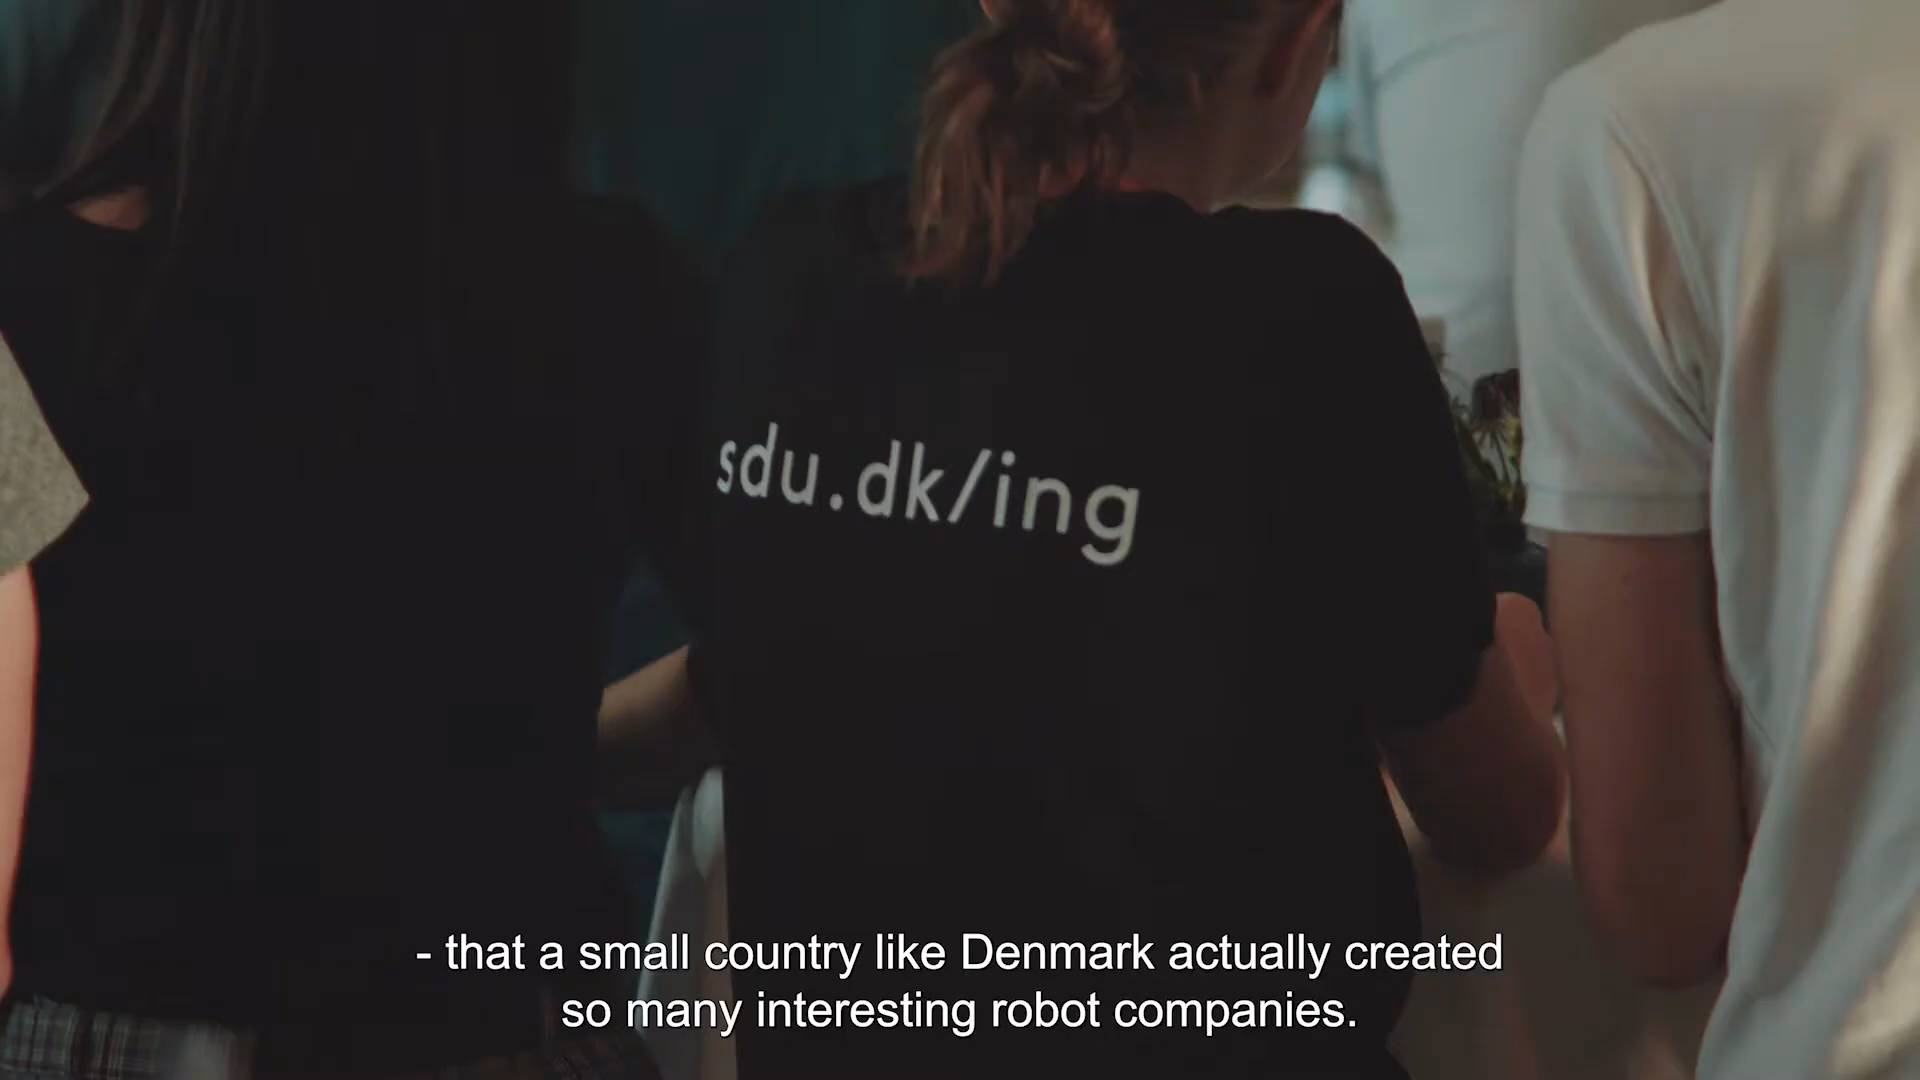 sdu.dk/ing
- that a small country like Denmark actually created
so many interesting robot companies.